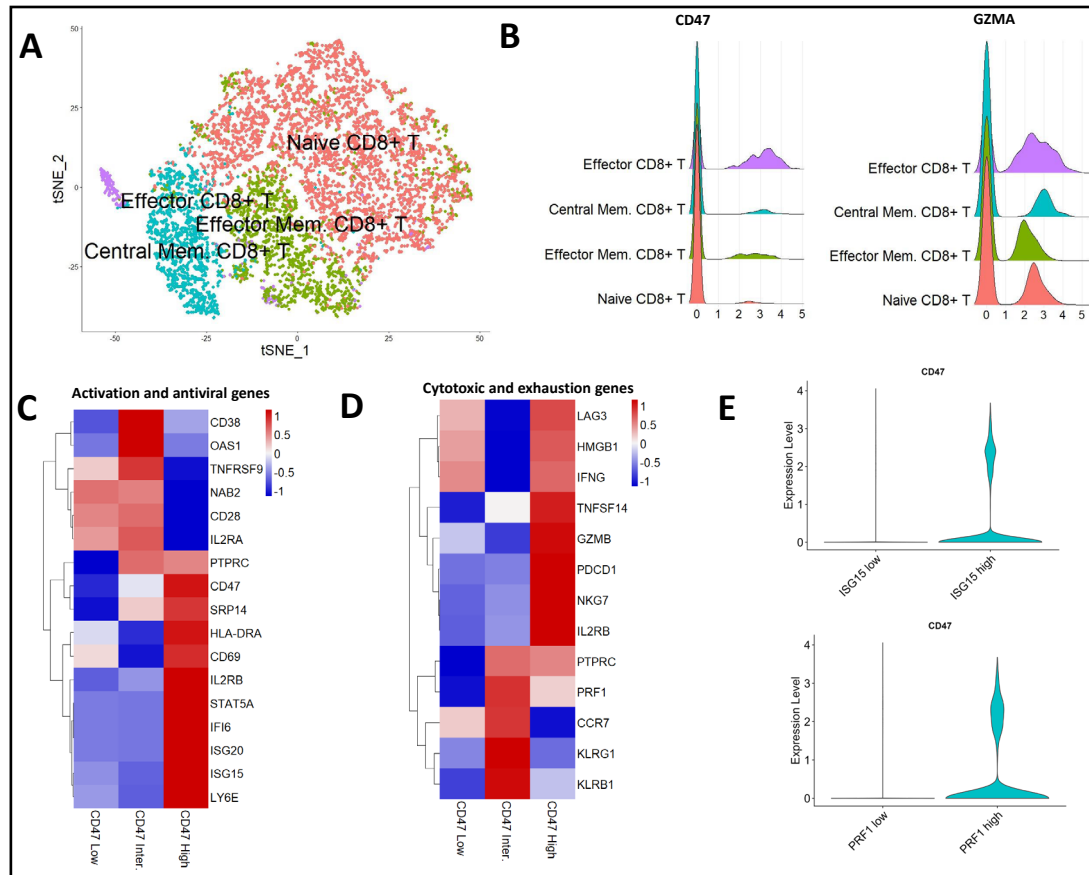 A
50
25
0
-25
tSNE_2
Naive CD8+ T
Effector CD8+ T
Effector Mem. CD8+ T
Central Mem. CD8+ T
-50
-25
0
25
50
tSNE_1
B
CD47
Effector CD8+ T
Central Mem. CD8+ T
Effector Mem. CD8+ T
Naive CD8+ T
0 1 2 3 4 5
GZMA
Effector CD8+ T
Central Mem. CD8+ T
Effector Mem. CD8+ T
Naive CD8+ T
0 1 2 3 4 5
C
Activation and antiviral genes
1
0.5
0
-0.5
-1
CD38
OAS1
TNFRSF9
NAB2
CD28
IL2RA
PTPRC
CD47
SRP14
HLA-DRA
CD69
IL2RB
STAT5A
IFI6
ISG20
ISG15
LY6E
CD47 Low
CD47 Inter.
CD47 High
D
Cytotoxic and exhaustion genes
1
0.5
0
-0.5
-1
LAG3
HMGB1
IFNG
TNFSF14
GZMB
PDCD1
NKG7
IL2RB
PTPRC
PRF1
CCR7
KLRG1
KLRB1
CD47 Low
CD47 Inter.
CD47 High
E
CD47
4
3
2
1
0
Expression Level
ISG15 low
ISG15 high
CD47
4
3
2
1
0
Expression Level
PRF1 low
PRF1 high